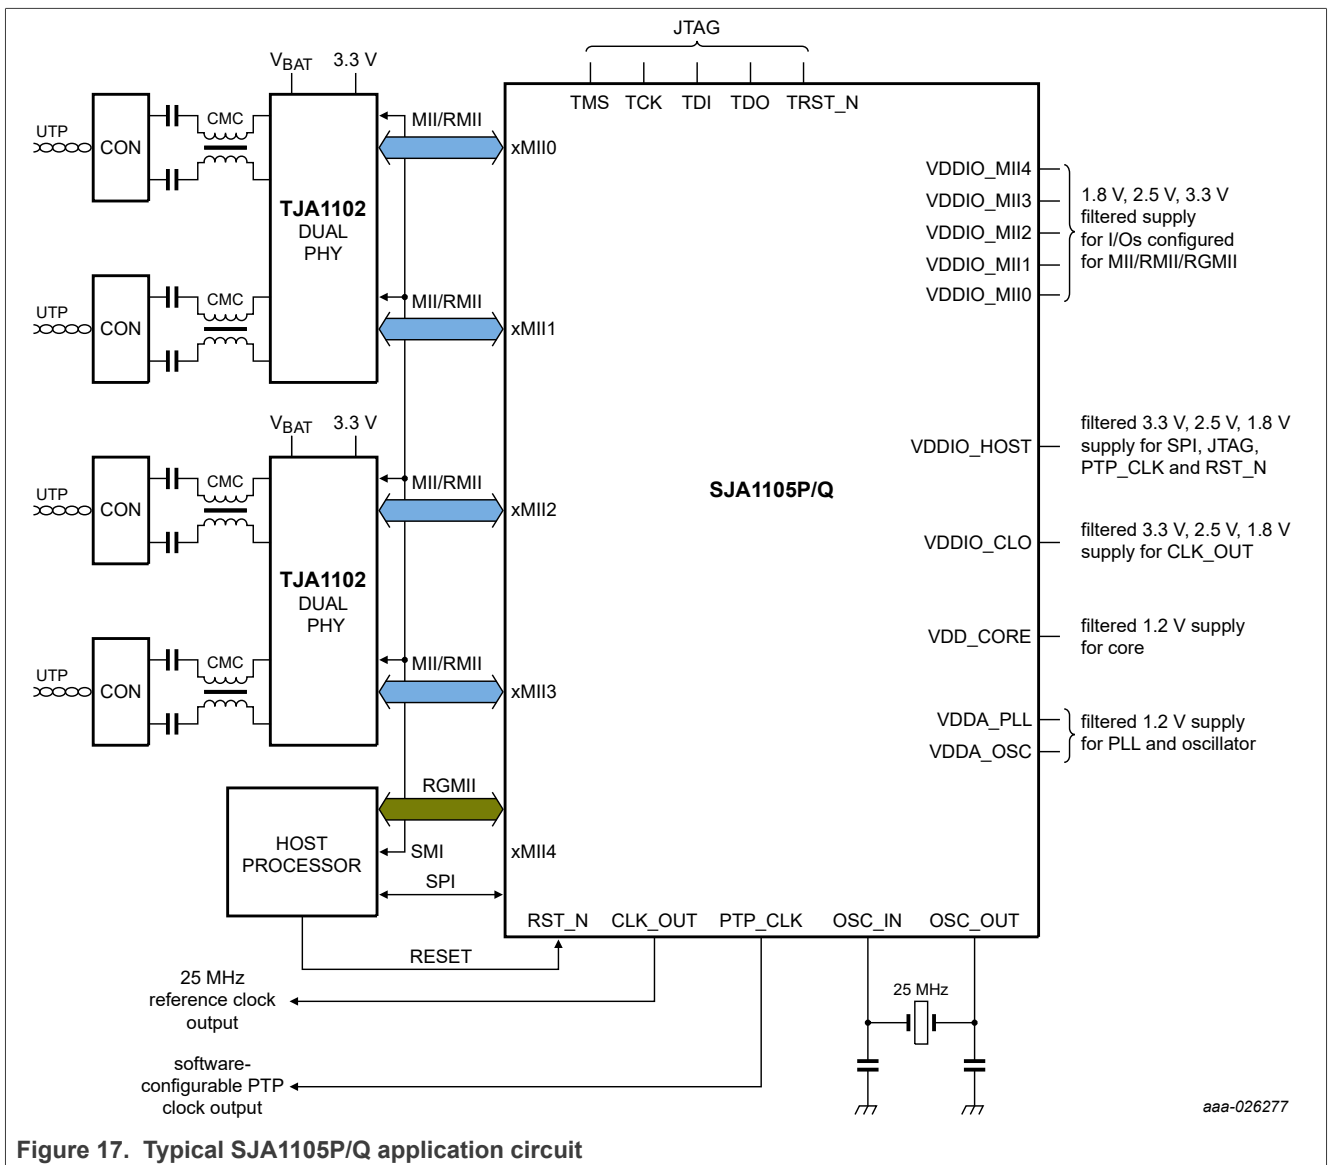 JTAG
TMS TCK TDI TDO TRST_N
VBAT 3.3 V
UTP
CON
CMC
TJA1102
DUAL
PHY
MII/RMII
xMII0
UTP
CON
CMC
MII/RMII
xMII1
VBAT 3.3 V
UTP
CON
CMC
TJA1102
DUAL
PHY
MII/RMII
xMII2
UTP
CON
CMC
MII/RMII
xMII3
HOST
PROCESSOR
RGMII
SMI
xMII4
SPI
RESET
SJA1105P/Q
VDDIO_MII4
VDDIO_MII3
VDDIO_MII2
VDDIO_MII1
VDDIO_MII0
1.8 V, 2.5 V, 3.3 V
filtered supply
for I/Os configured
for MII/RMII/RGMII
VDDIO_HOST
filtered 3.3 V, 2.5 V, 1.8 V
supply for SPI, JTAG,
PTP_CLK and RST_N
VDDIO_CLO
filtered 3.3 V, 2.5 V, 1.8 V
supply for CLK_OUT
VDD_CORE
filtered 1.2 V supply
for core
VDDA_PLL
VDDA_OSC
filtered 1.2 V supply
for PLL and oscillator
RST_N CLK_OUT PTP_CLK OSC_IN OSC_OUT
25 MHz
reference clock
output
25 MHz
software-
configurable PTP
clock output
aaa-026277
Figure 17. Typical SJA1105P/Q application circuit